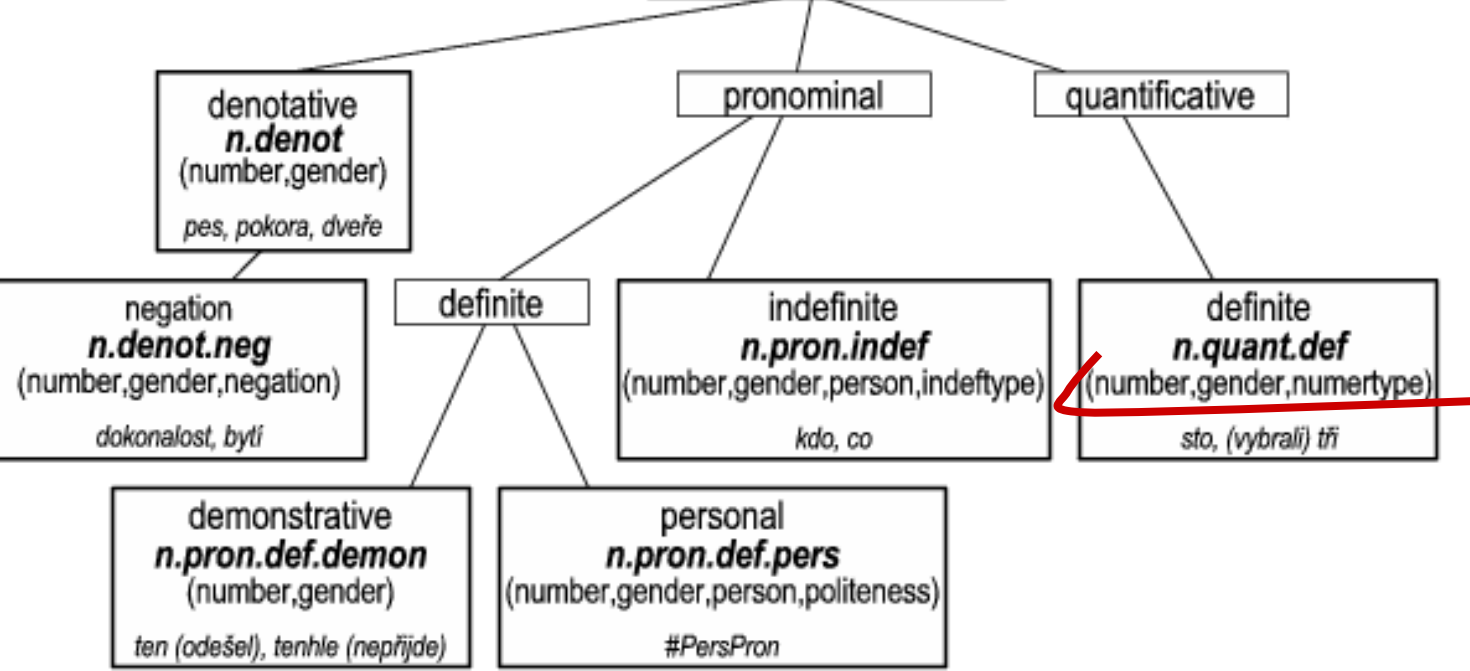 denotative
n.denot
(number,gender)
pes, pokora, dveře
pronominal
quantificative
negation
n.denot.neg
(number,gender,negation)
dokonalost, bytí
definite
indefinite
n.pron.indef
(number,gender,person,indeftype)
kdo, co
definite
n.quant.def
(number,gender,numertype)
sto, (vybrali) tři
demonstrative
n.pron.def.demon
(number,gender)
ten (odešel), tenhle (nepřijde)
personal
n.pron.def.pers
(number,gender,person,politeness)
#PersPron